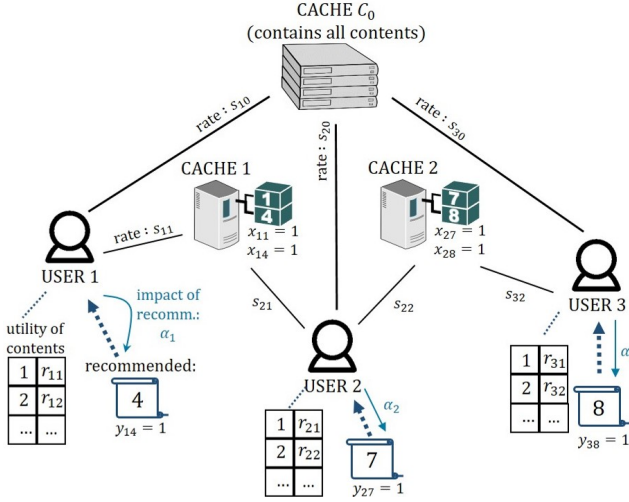 CACHE C₀
(contains all contents)
rate: s₁₀
rate: s₂₀
rate: s₃₀
CACHE 1
1
4
x₁₁ = 1
x₁₄ = 1
CACHE 2
7
8
x₂₇ = 1
x₂₈ = 1
rate: s₁₁
s₂₁
s₂₂
s₃₂
USER 1
USER 2
USER 3
utility of
contents
1 r₁₁
2 r₁₂
... ...
impact of
recomm.:
α₁
recommended:
4
y₁₄ = 1
1 r₂₁
2 r₂₂
... ...
α₂
7
y₂₇ = 1
1 r₃₁
2 r₃₂
... ...
α
8
y₃₈ = 1